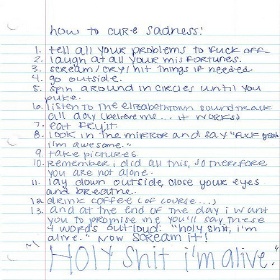 how to cure sadness:
1. tell all your problems to fuck off.
2. laugh at all your misfortunes.
3. scream/cry/hit things if needed.
4. go outside.
5. spin around in circles until you
puke.
6. listen to the elizabethtown soundtrack
all day (believe me... it works)
7. eat fruit!
8. look in the mirror and say "fuck yeah
i'm awesome."
9. take pictures
10. remember i did all this, so therefore
you are not alone.
11. lay down outside, close your eyes
and breathe.
12. drink coffee (of course...)
13. and at the end of the day i want
you to promise me you'll say these
4 words outloud: "holy shit, i'm
alive." Now scream it!
"Holy shit i'm alive."